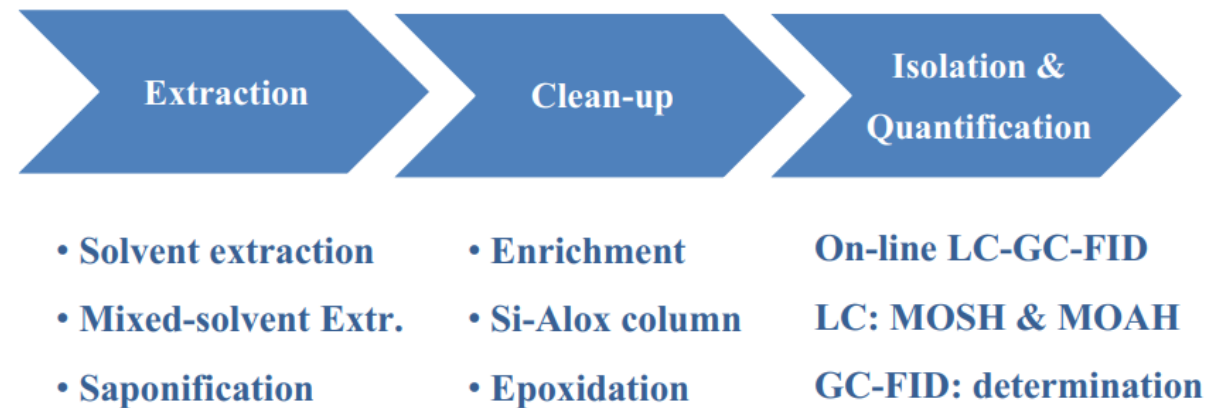 Extraction
Clean-up
Isolation &
Quantification
• Solvent extraction
• Mixed-solvent Extr.
• Saponification
• Enrichment
• Si-Alox column
• Epoxidation
On-line LC-GC-FID
LC: MOSH & MOAH
GC-FID: determination